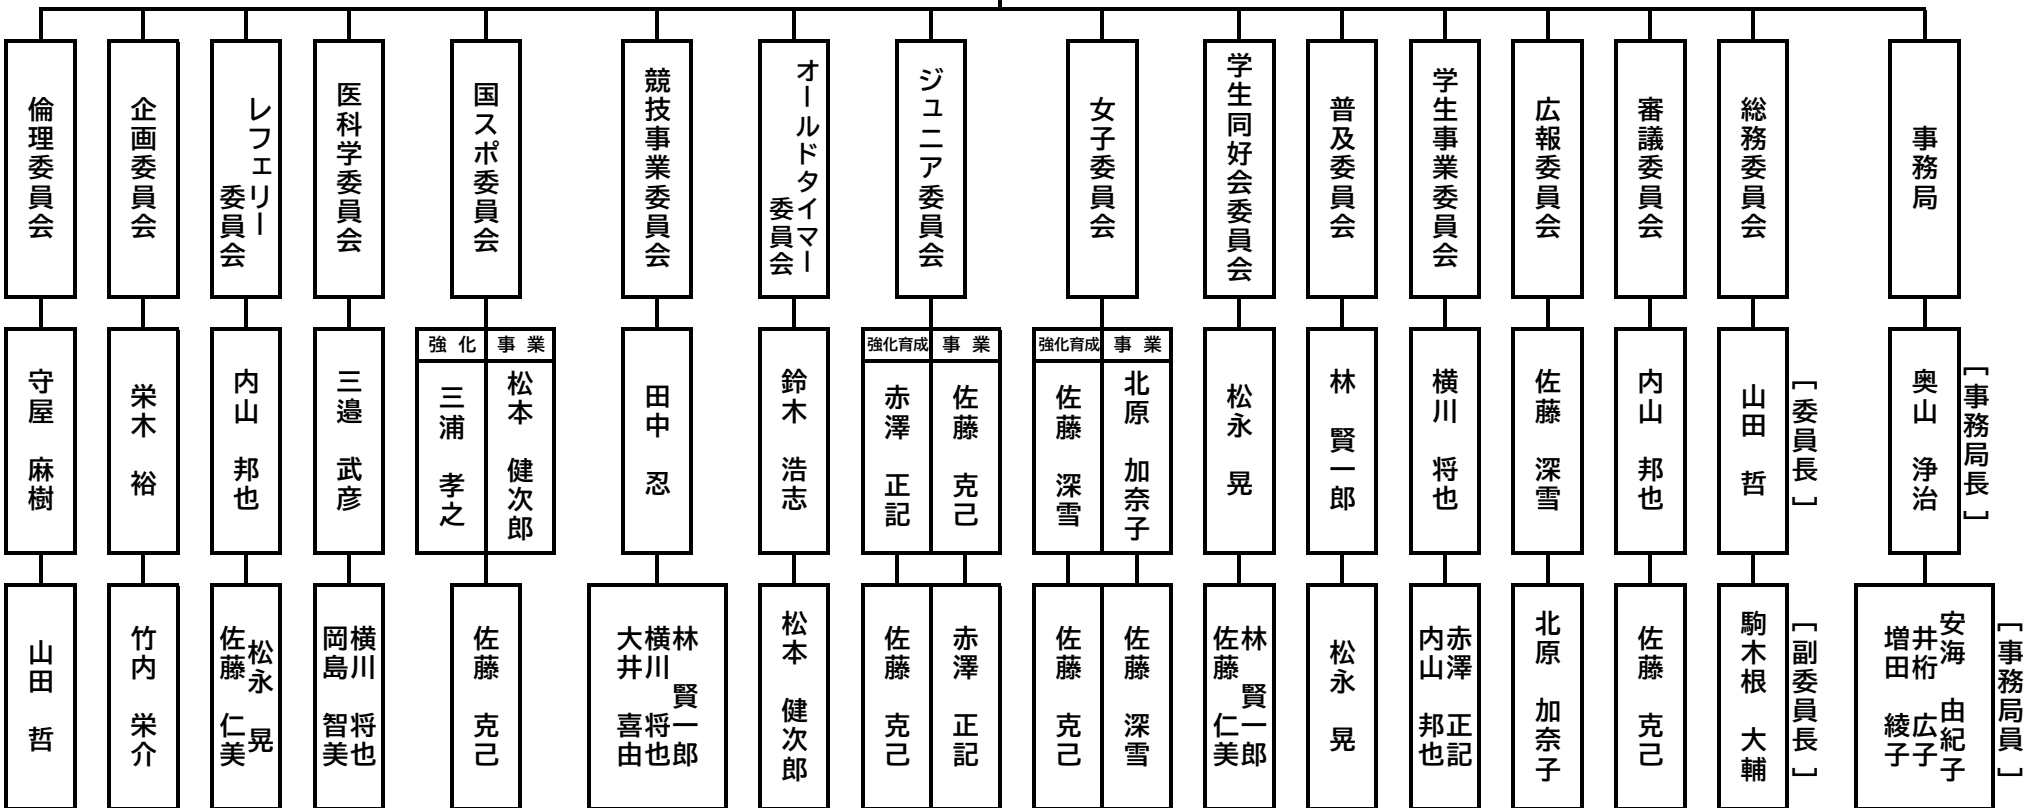 事務局
総務委員会
審議委員会
広報委員会
学生事業委員会
普及委員会
学生同好会委員会
女子委員会
ジュニア委員会
オールドタイマー
委員会
競技事業委員会
国スポ委員会
医科学委員会
レフェリー
委員会
企画委員会
倫理委員会
[事務局長]
奥山 浄治
[委員長]
山田 哲
内山 邦也
佐藤 深雪
横川 将也
林 賢一郎
松永 晃
事 業
北原 加奈子
強化育成
佐藤 深雪
事 業
佐藤 克己
強化育成
赤澤 正記
鈴木 浩志
田中 忍
事 業
松本 健次郎
強 化
三浦 孝之
三邉 武彦
内山 邦也
栄木 裕
守屋 麻樹
[事務局員]
安海 由紀子
井桁 広子
増田 綾子
[副委員長]
駒木根 大輔
佐藤 克己
北原 加奈子
赤澤 正記
内山 邦也
松永 晃
林 賢一郎
佐藤 仁美
佐藤 深雪
佐藤 克己
赤澤 正記
佐藤 克己
松本 健次郎
林 賢一郎
横川 将也
大井 喜由
佐藤 克己
横川 将也
岡島 智美
松永 晃
佐藤 仁美
竹内 栄介
山田 哲